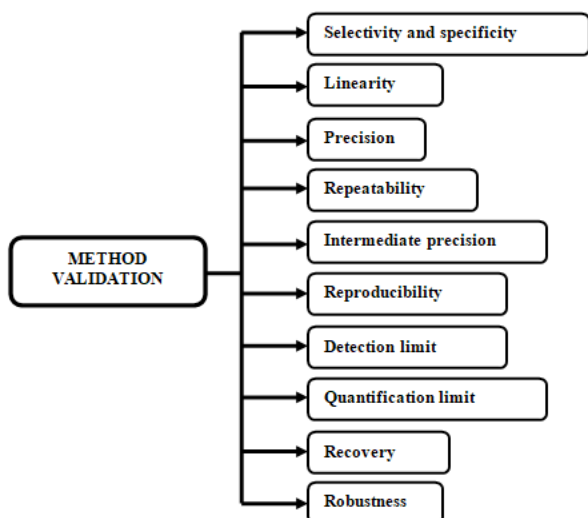 Selectivity and specificity
Linearity
Precision
Repeatability
Intermediate precision
METHOD
VALIDATION
Reproducibility
Detection limit
Quantification limit
Recovery
Robustness